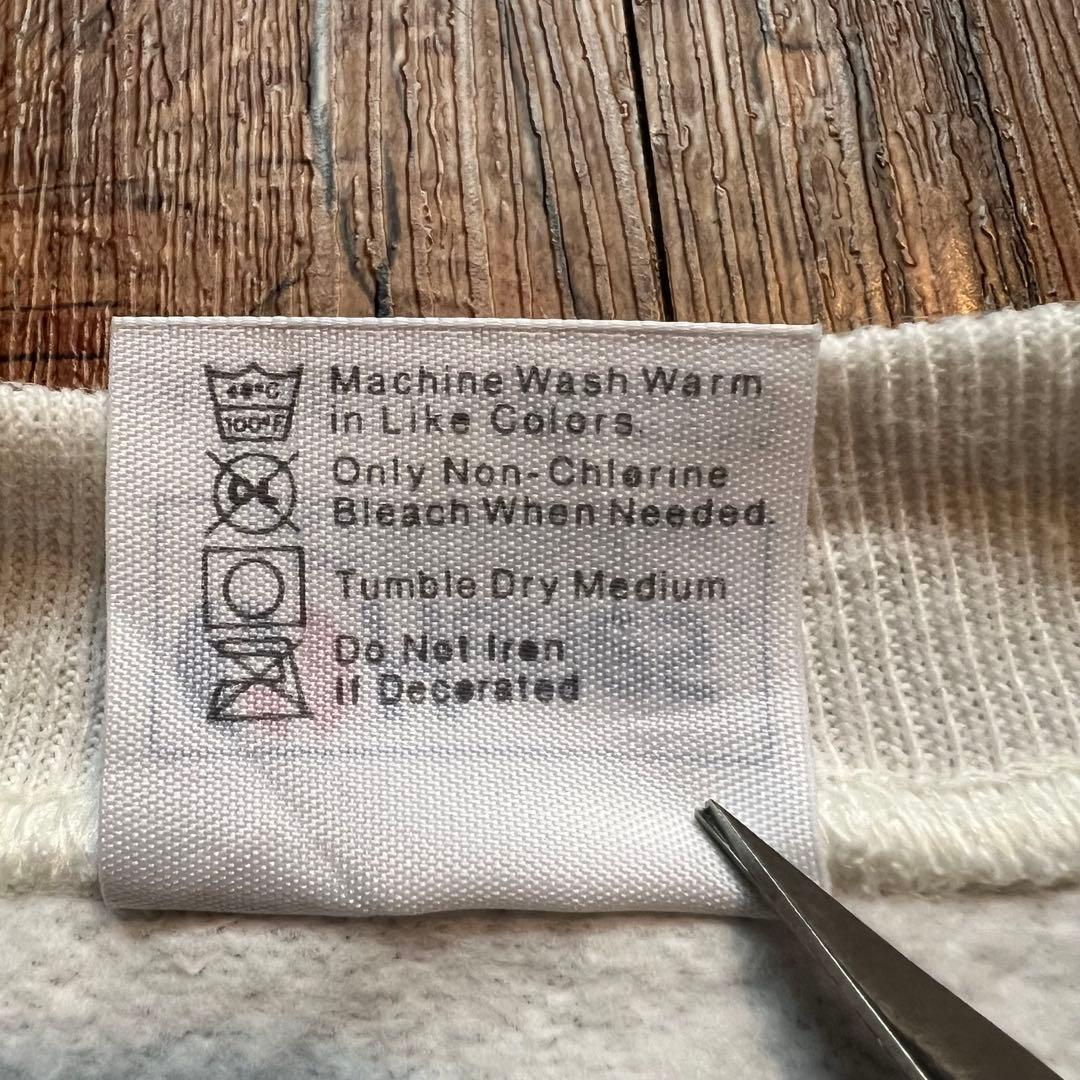 40°C
100°F
Machine Wash Warm
in Like Colors.
Only Non-Chlorine
Bleach When Needed.
Tumble Dry Medium
Do Not Iron
If Decorated